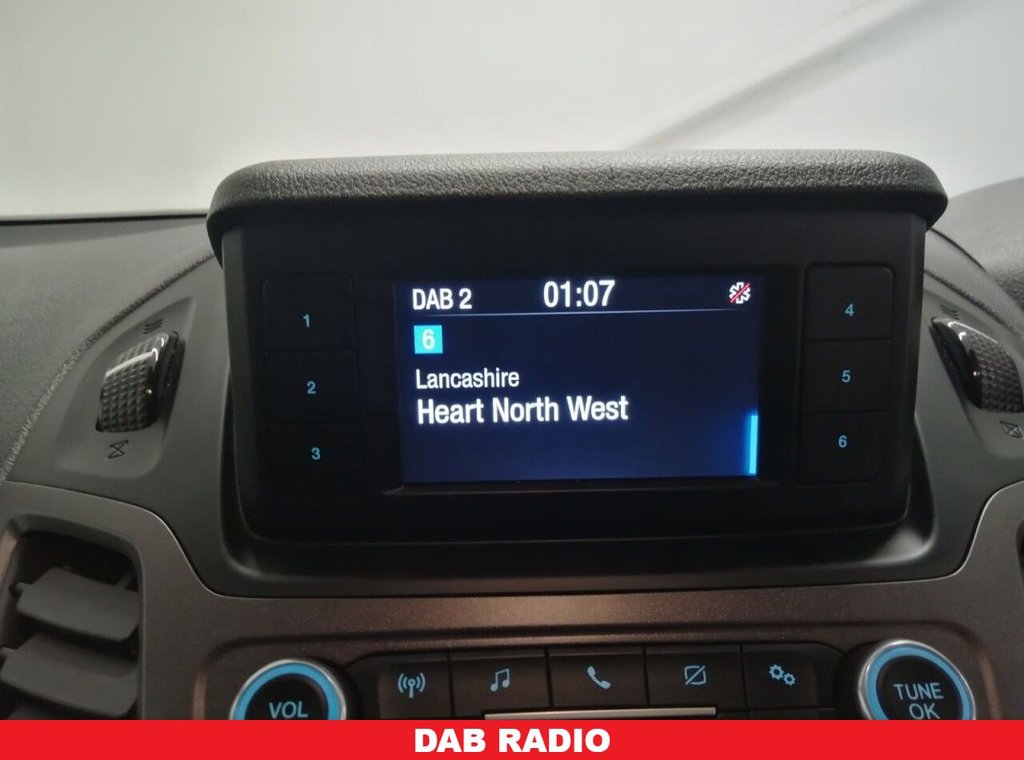 DAB 2 01:07
6
Lancashire
Heart North West
1
2
3
4
5
6
VOL
TUNE
OK
DAB RADIO